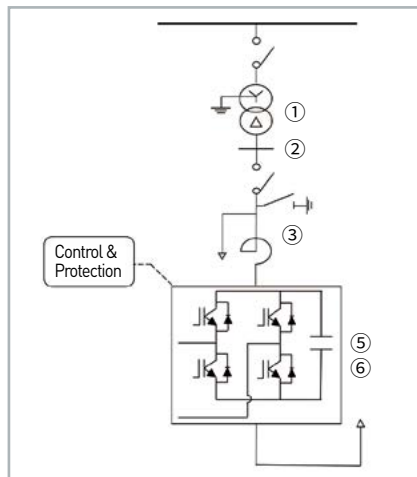 ①
②
③
Control &
Protection
⑤
⑥